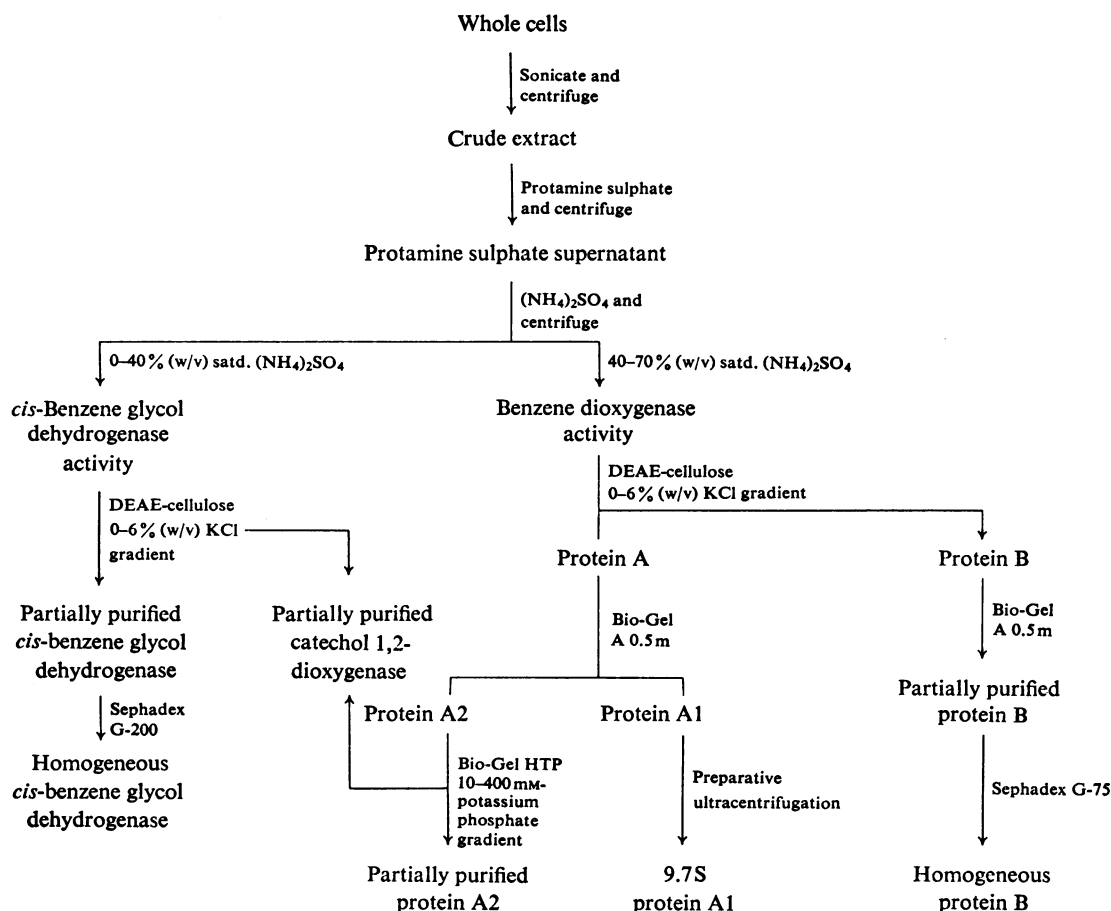 Whole cells
Sonicate and
centrifuge
Crude extract
Protamine sulphate
and centrifuge
Protamine sulphate supernatant
(NH₄)₂SO₄ and
centrifuge
0–40% (w/v) satd. (NH₄)₂SO₄
40–70% (w/v) satd. (NH₄)₂SO₄
cis-Benzene glycol
dehydrogenase
activity
Benzene dioxygenase
activity
DEAE-cellulose
0–6% (w/v) KCl
gradient
DEAE-cellulose
0–6% (w/v) KCl gradient
Protein A
Protein B
Partially purified
cis-benzene glycol
dehydrogenase
Partially purified
catechol 1,2-
dioxygenase
Bio-Gel
A 0.5m
Bio-Gel
A 0.5m
Sephadex
G-200
Protein A2
Protein A1
Partially purified
protein B
Homogeneous
cis-benzene glycol
dehydrogenase
Bio-Gel HTP
10–400mM-
potassium
phosphate
gradient
Preparative
ultracentrifugation
Sephadex G-75
Partially purified
protein A2
9.7S
protein A1
Homogeneous
protein B